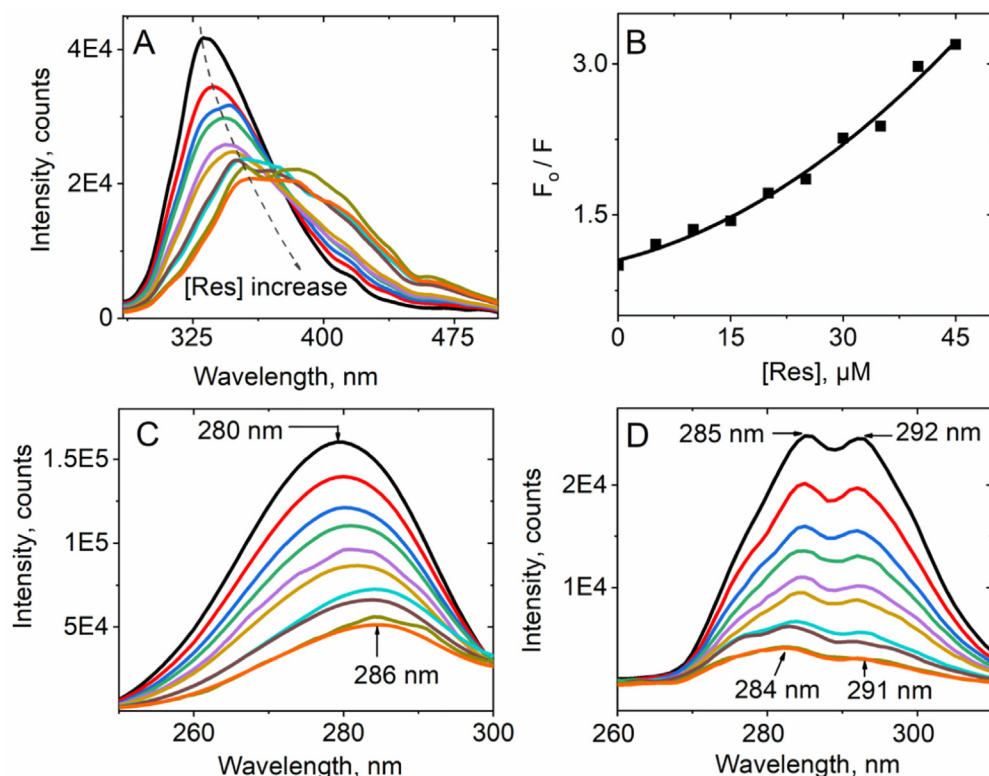 A
4E4
2E4
0
Intensity, counts
[Res] increase
325
400
475
Wavelength, nm
B
3.0
1.5
F₀ / F
0
15
30
45
[Res], µM
C
280 nm
1.5E5
1E5
5E4
Intensity, counts
286 nm
260
280
300
Wavelength, nm
D
285 nm
292 nm
2E4
1E4
Intensity, counts
284 nm
291 nm
260
280
300
Wavelength, nm